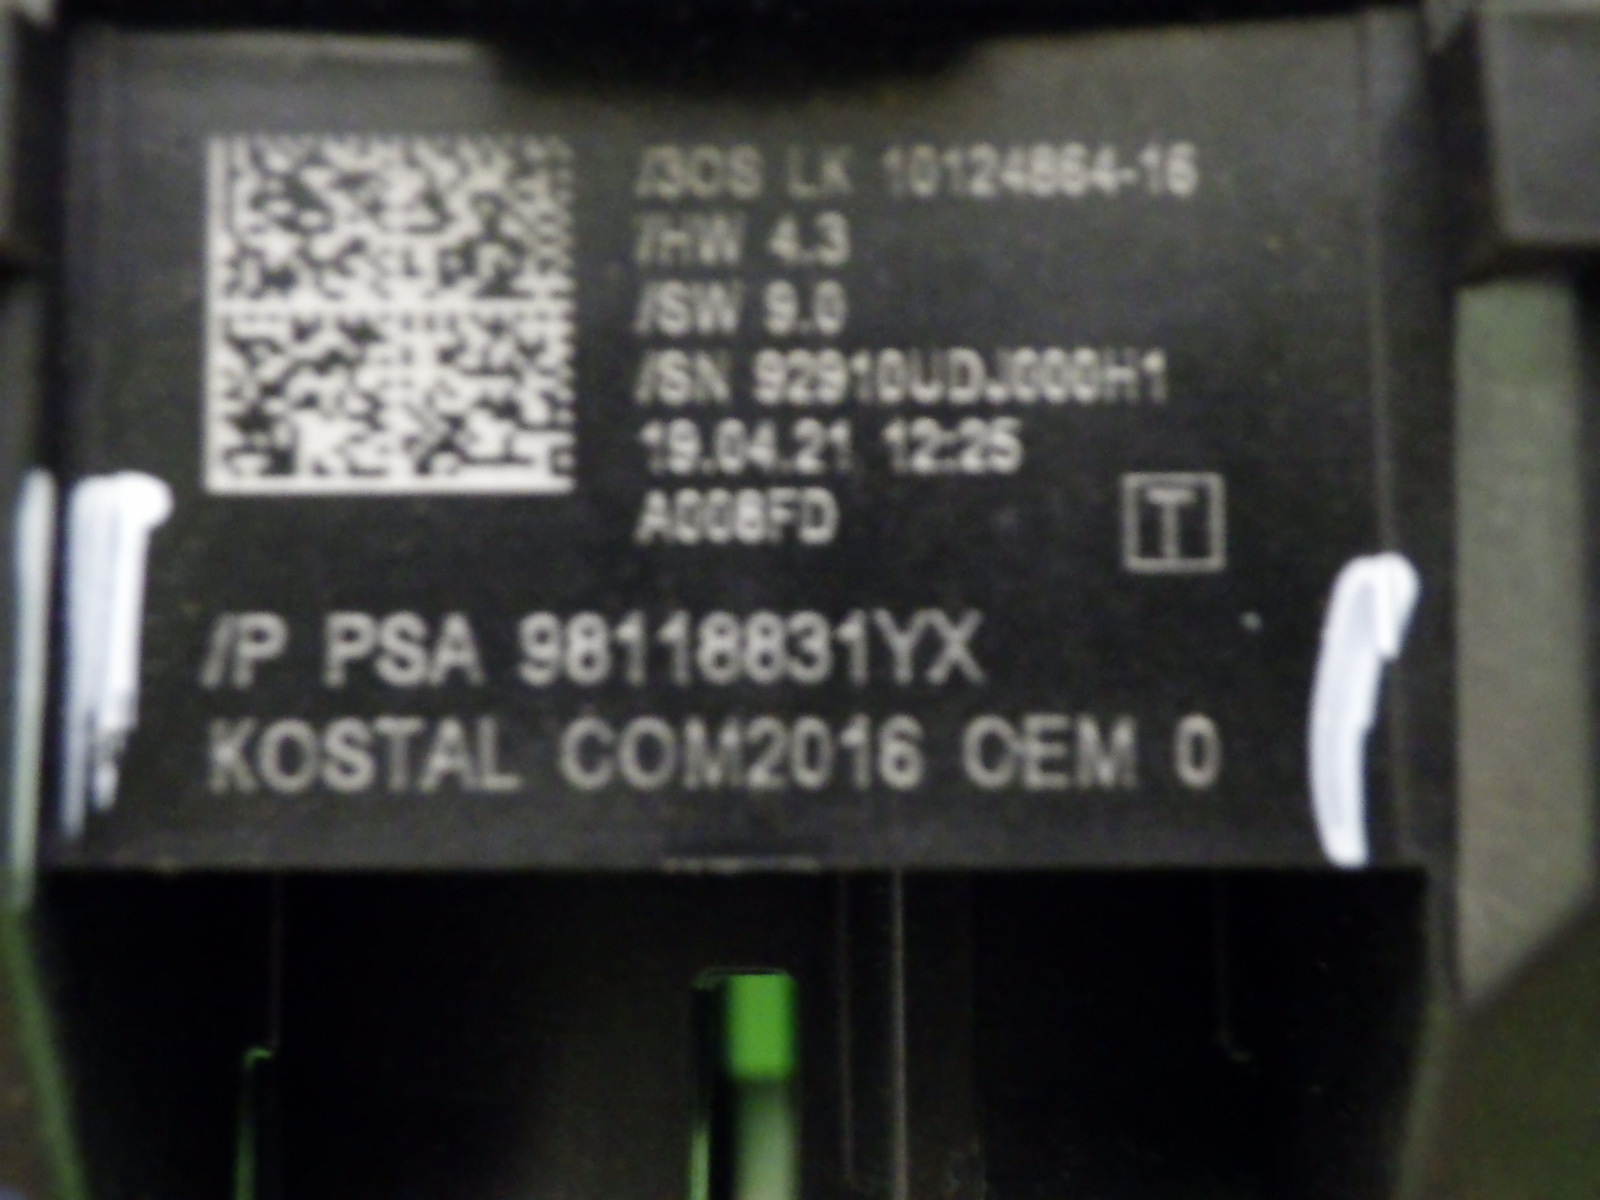 /3OS LK 10124864-16
/HW 4.3
/SW 9.0
/SN 92910UDJ000H1
19.04.21 12:25
A008FD
T
/P PSA 98118831YX
KOSTAL COM2016 OEM 0